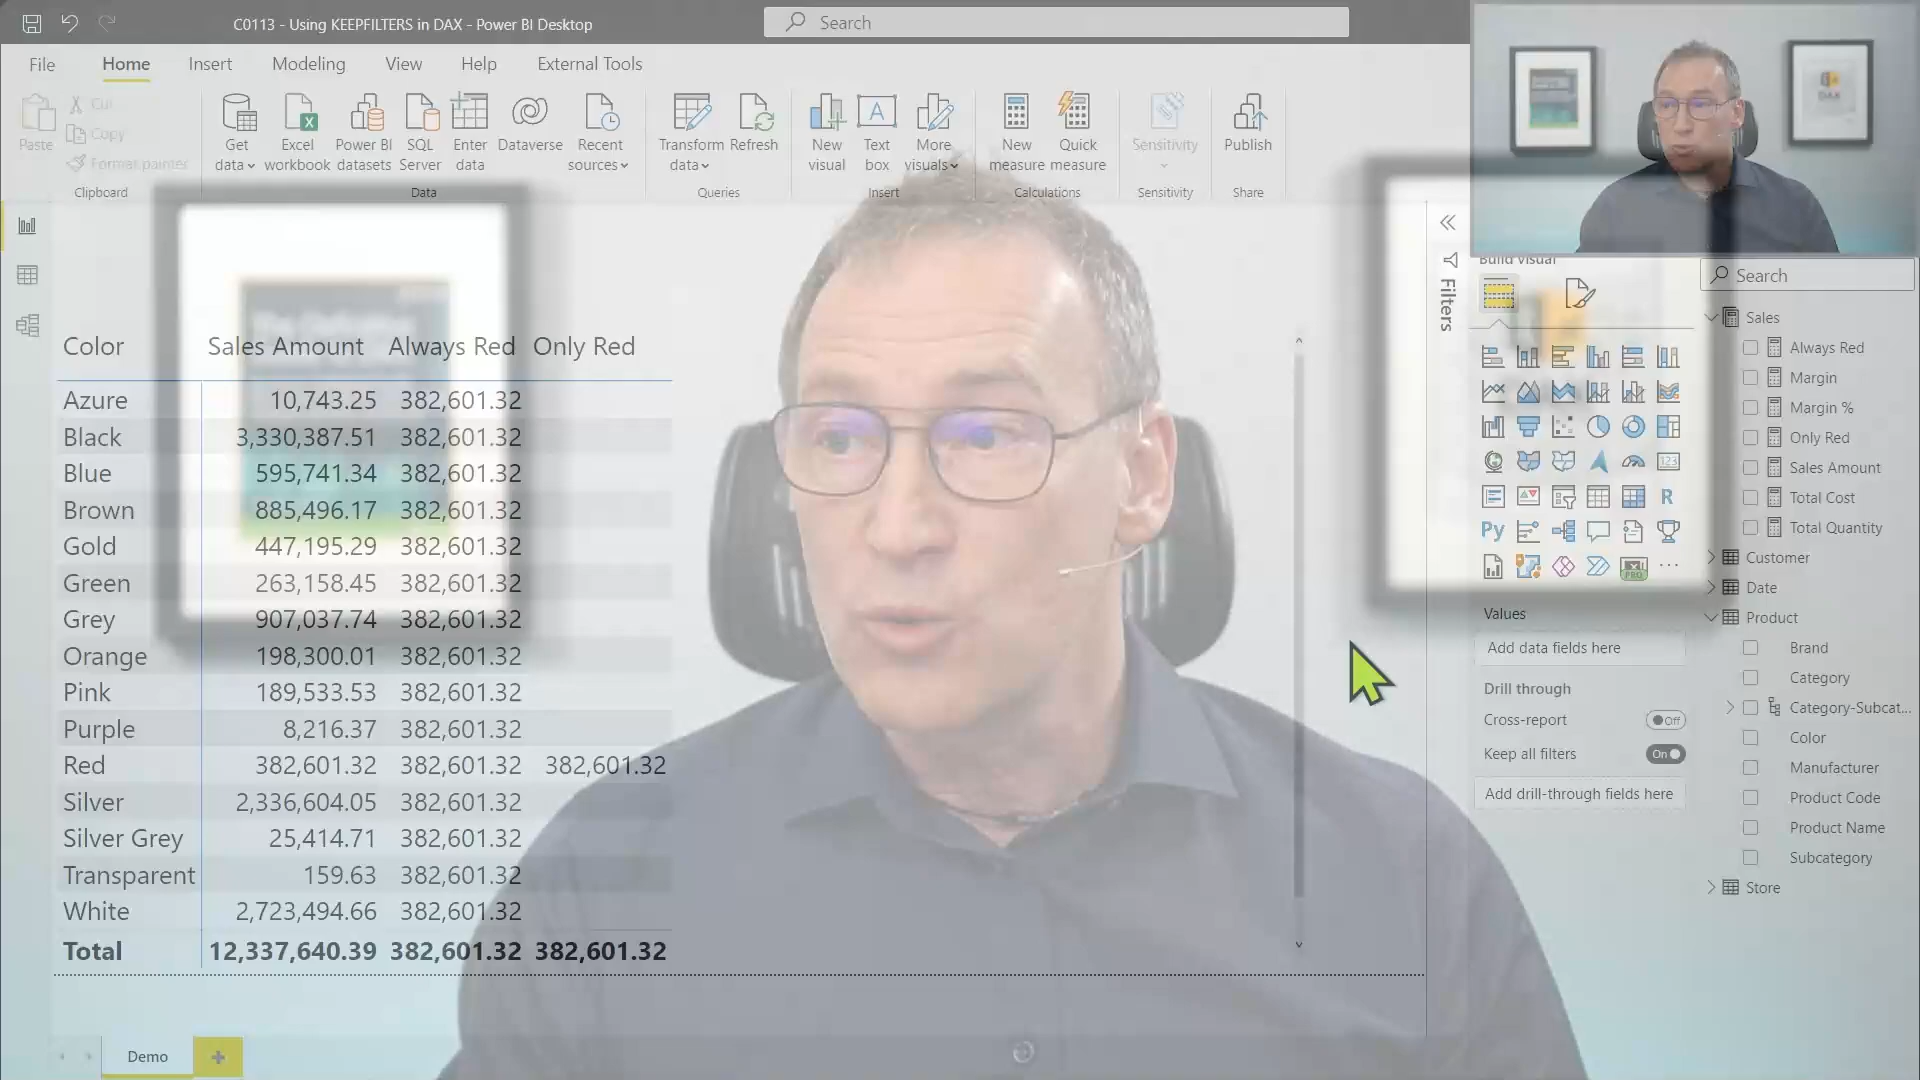 C0113 - Using KEEPFILTERS in DAX - Power BI Desktop
Search
File Home Insert Modeling View Help External Tools
Paste
Cut
Copy
Format painter
Get data
Excel workbook
Power BI datasets
SQL Server
Enter data
Dataverse
Recent sources
Transform data
Refresh
New visual
Text box
More visuals
New measure
Quick measure
Sensitivity
Publish
Clipboard
Data
Queries
Insert
Calculations
Sensitivity
Share
DAX
Color Sales Amount Always Red Only Red
Azure 10,743.25 382,601.32
Black 3,330,387.51 382,601.32
Blue 595,741.34 382,601.32
Brown 885,496.17 382,601.32
Gold 447,195.29 382,601.32
Green 263,158.45 382,601.32
Grey 907,037.74 382,601.32
Orange 198,300.01 382,601.32
Pink 189,533.53 382,601.32
Purple 8,216.37 382,601.32
Red 382,601.32 382,601.32 382,601.32
Silver 2,336,604.05 382,601.32
Silver Grey 25,414.71 382,601.32
Transparent 159.63 382,601.32
White 2,723,494.66 382,601.32
Total 12,337,640.39 382,601.32 382,601.32
Filters
Build visual
123
R
Py
PRO
Values
Add data fields here
Drill through
Cross-report Off
Keep all filters On
Add drill-through fields here
Search
Sales
Always Red
Margin
Margin %
Only Red
Sales Amount
Total Cost
Total Quantity
Customer
Date
Product
Brand
Category
Category-Subcat...
Color
Manufacturer
Product Code
Product Name
Subcategory
Store
Demo